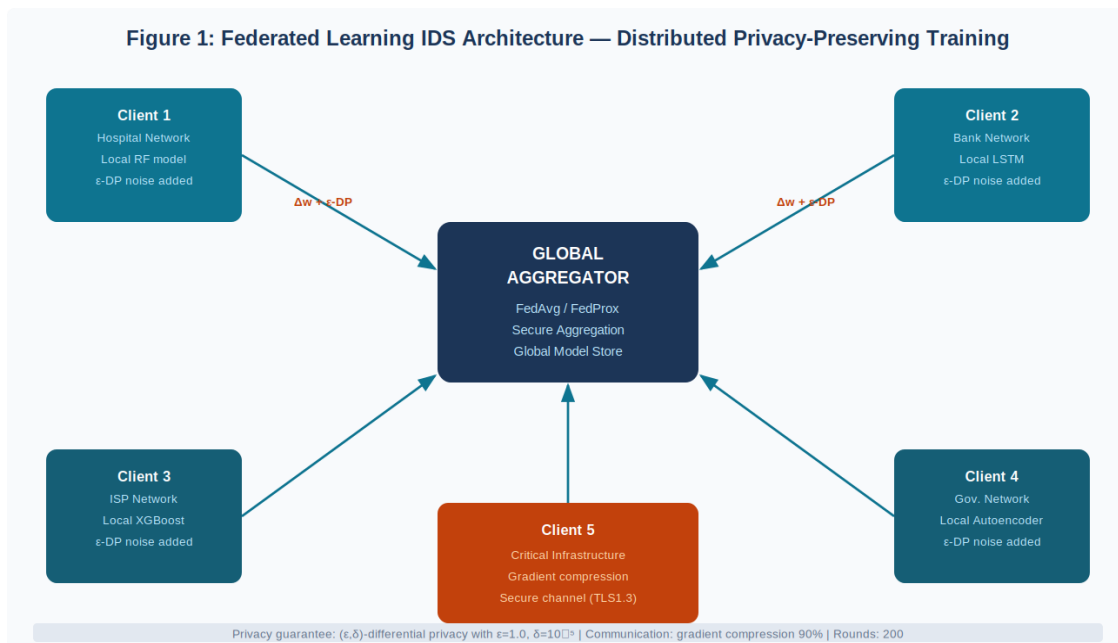 Figure 1: Federated Learning IDS Architecture — Distributed Privacy-Preserving Training
Client 1
Hospital Network
Local RF model
ε-DP noise added
Client 2
Bank Network
Local LSTM
ε-DP noise added
Δw + ε-DP
Δw + ε-DP
GLOBAL
AGGREGATOR
FedAvg / FedProx
Secure Aggregation
Global Model Store
Client 3
ISP Network
Local XGBoost
ε-DP noise added
Client 4
Gov. Network
Local Autoencoder
ε-DP noise added
Client 5
Critical Infrastructure
Gradient compression
Secure channel (TLS1.3)
Privacy guarantee: (ε,δ)-differential privacy with ε=1.0, δ=10□⁵ | Communication: gradient compression 90% | Rounds: 200